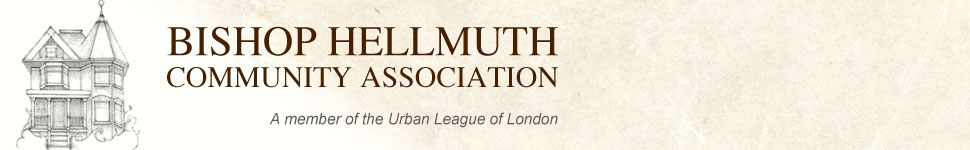 BISHOP HELLMUTH
COMMUNITY ASSOCIATION
A member of the Urban League of London